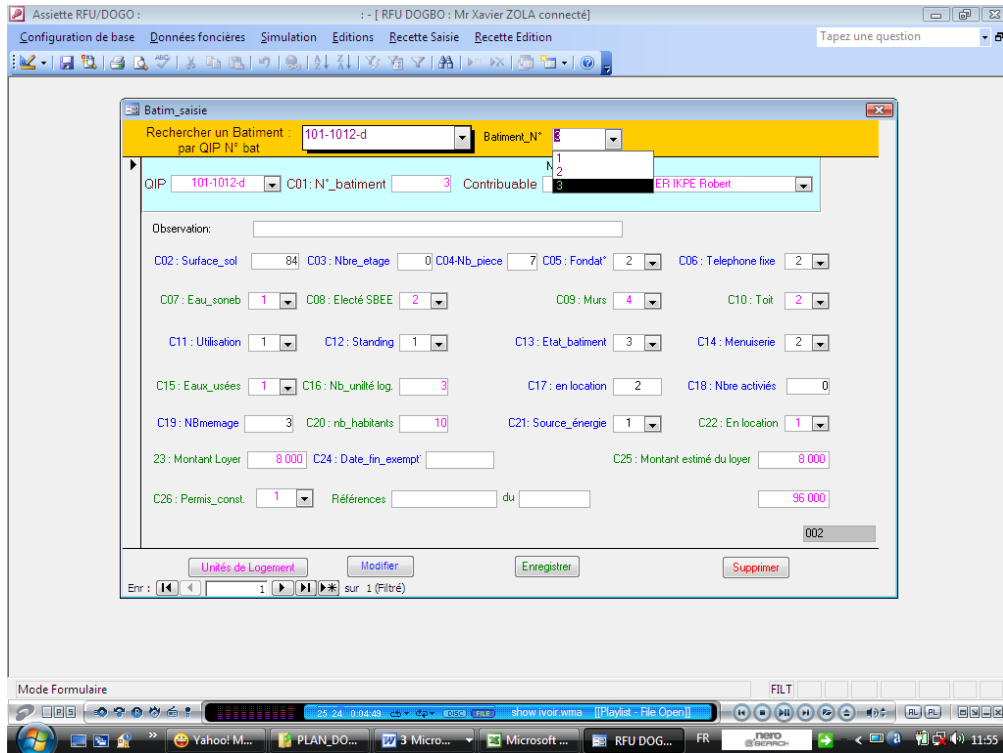 Assiette RFU/DOGO : : - [ RFU DOGBO : Mr Xavier ZOLA connecté]
Configuration de base Données foncières Simulation Editions Recette Saisie Recette Edition Tapez une question
Batim_saisie
Rechercher un Batiment : 101-1012-d Batiment_N° 3
par QIP N° bat
1
2
3
QIP 101-1012-d C01: N°_batiment 3 Contribuable ER IKPE Robert
Observation:
C02 : Surface_sol 84 C03 : Nbre_etage 0 C04-Nb_piece 7 C05 : Fondat° 2 C06 : Telephone fixe 2
C07 : Eau_soneb 1 C08 : Electé SBEE 2 C09 : Murs 4 C10 : Toit 2
C11 : Utilisation 1 C12 : Standing 1 C13 : Etat_batiment 3 C14 : Menuiserie 2
C15 : Eaux_usées 1 C16 : Nb_unilté log. 3 C17 : en location 2 C18 : Nbre activiés 0
C19 : NBmemage 3 C20 : nb_habitants 10 C21: Source_énergie 1 C22 : En location 1
23 : Montant Loyer 8 000 C24 : Date_fin_exempt° C25 : Montant estimé du loyer 8 000
C26 : Permis_const. 1 Références du 96 000
002
Unités de Logement Modifier Enregistrer Supprimer
Enr : 1 sur 1 (Filtré)
Mode Formulaire FILT
25 24 0:04:49 show ivoir.wma [[Playlist - File Open]]
Yahoo! M... PLAN_DO... 3 Micro... Microsoft ... RFU DOG... FR nero SEARCH 11:55